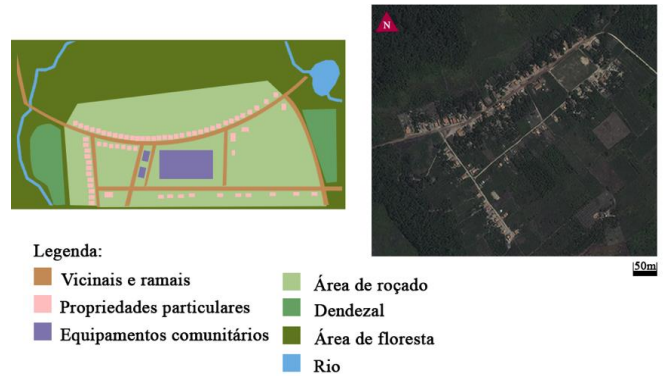 N
50m
Legenda:
Vicinais e ramais
Propriedades particulares
Equipamentos comunitários
Área de roçado
Dendezal
Área de floresta
Rio